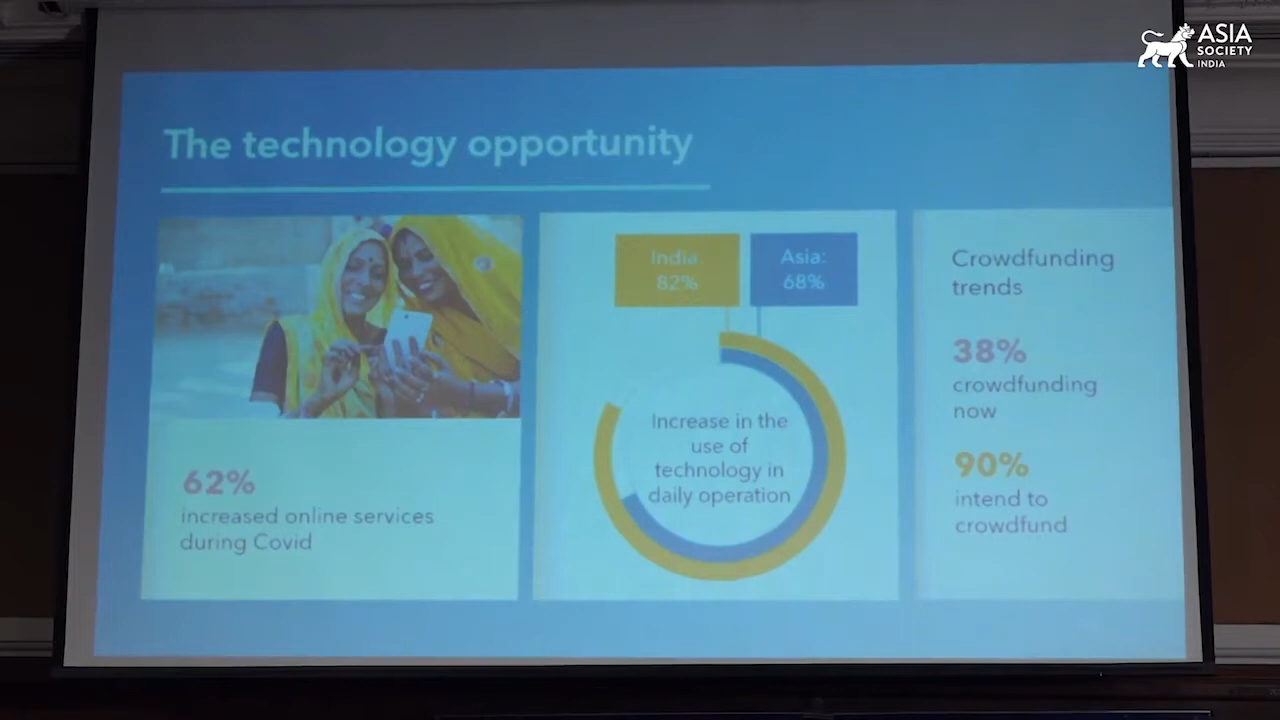 ASIA
SOCIETY
INDIA
The technology opportunity
62%
increased online services
during Covid
India
82%
Asia:
68%
Increase in the
use of
technology in
daily operation
Crowdfunding
trends
38%
crowdfunding
now
90%
intend to
crowdfund